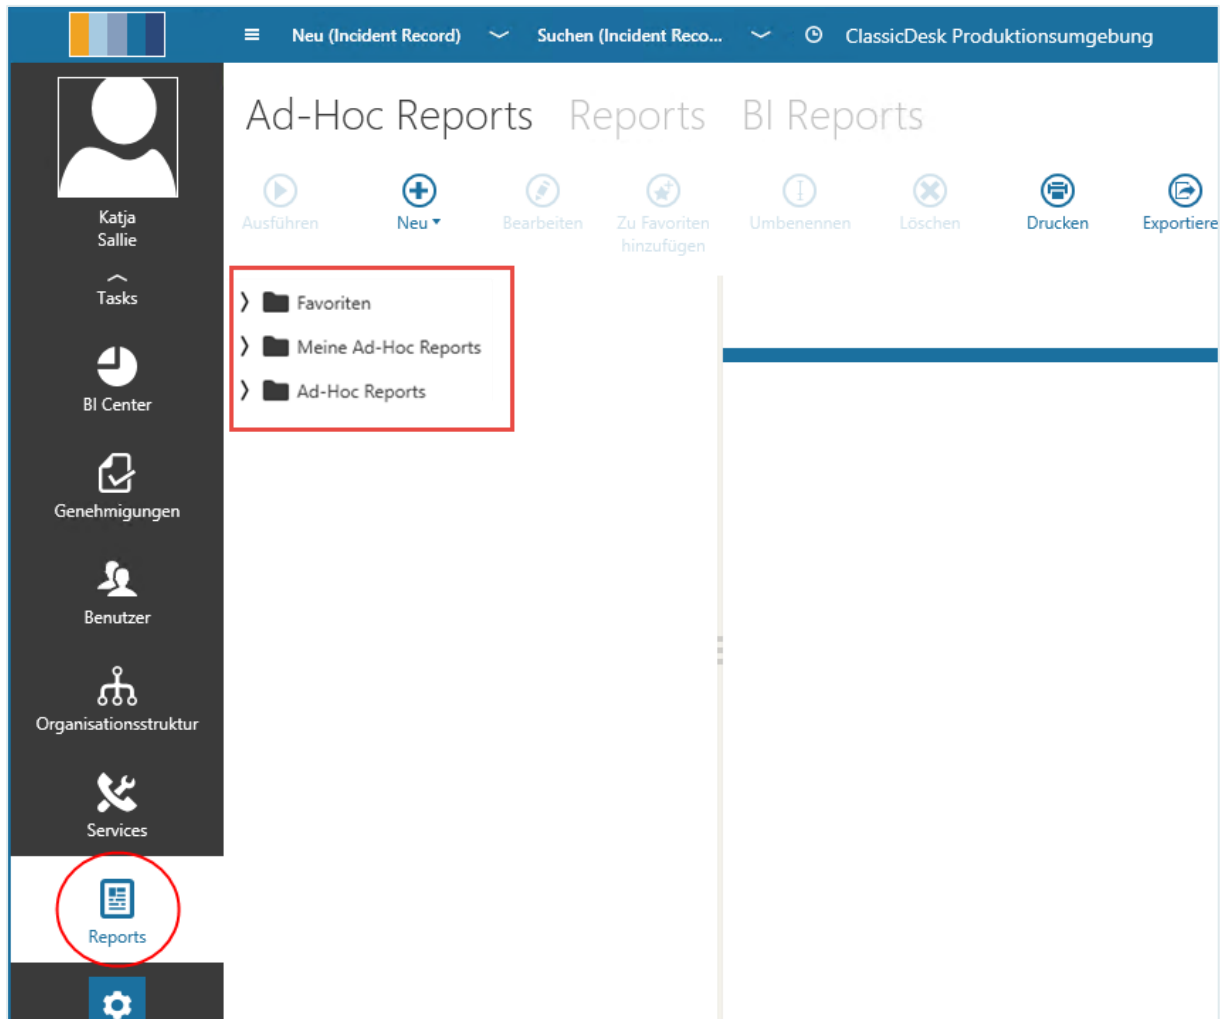 Neu (Incident Record)
Suchen (Incident Reco...
ClassicDesk Produktionsumgebung
Katja
Sallie
Tasks
BI Center
Genehmigungen
Benutzer
Organisationsstruktur
Services
Reports
Ad-Hoc Reports
Reports
BI Reports
Ausführen
Neu
Bearbeiten
Zu Favoriten
hinzufügen
Umbenennen
Löschen
Drucken
Exportiere
Favoriten
Meine Ad-Hoc Reports
Ad-Hoc Reports